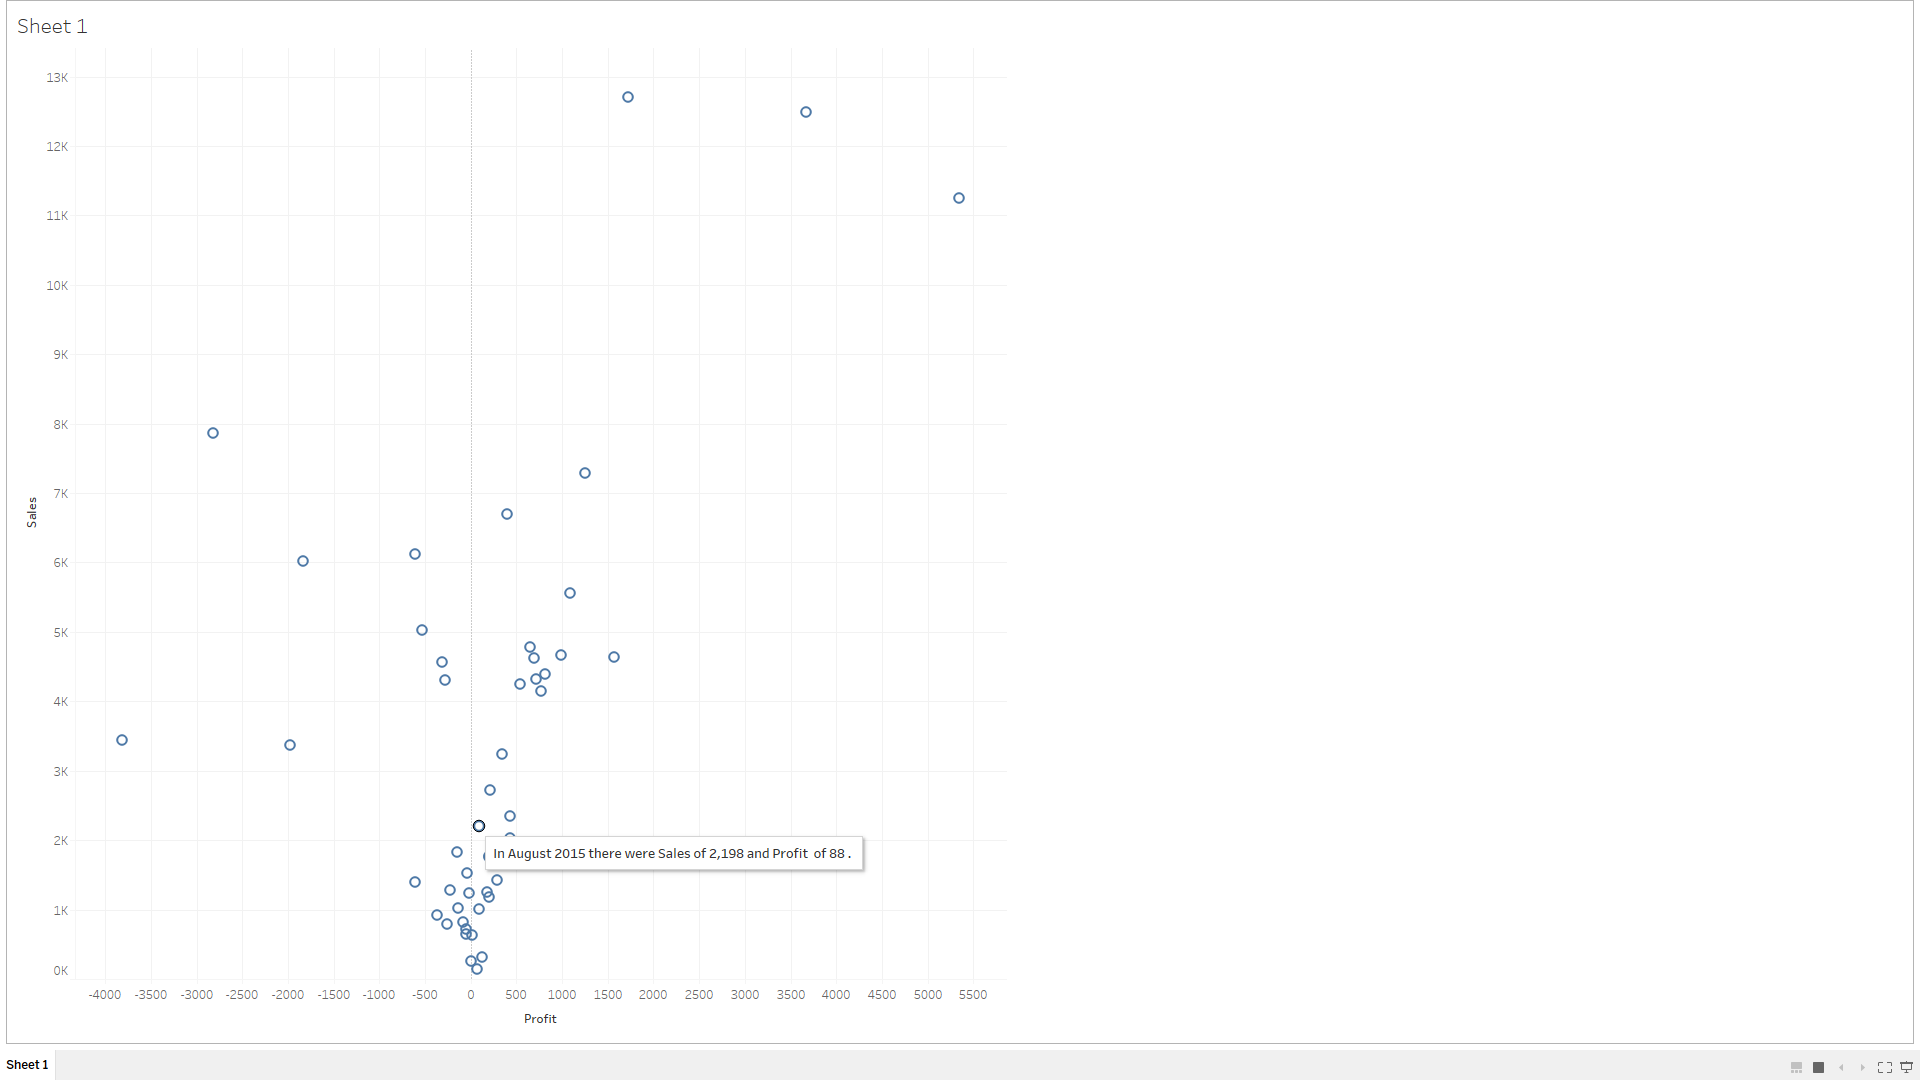 Sheet 1
13K
12K
11K
10K
9K
8K
7K
6K
5K
4K
3K
2K
1K
0K
Sales
In August 2015 there were Sales of 2,198 and Profit of 88 .
-4000 -3500 -3000 -2500 -2000 -1500 -1000 -500 0 500 1000 1500 2000 2500 3000 3500 4000 4500 5000 5500
Profit
Sheet 1